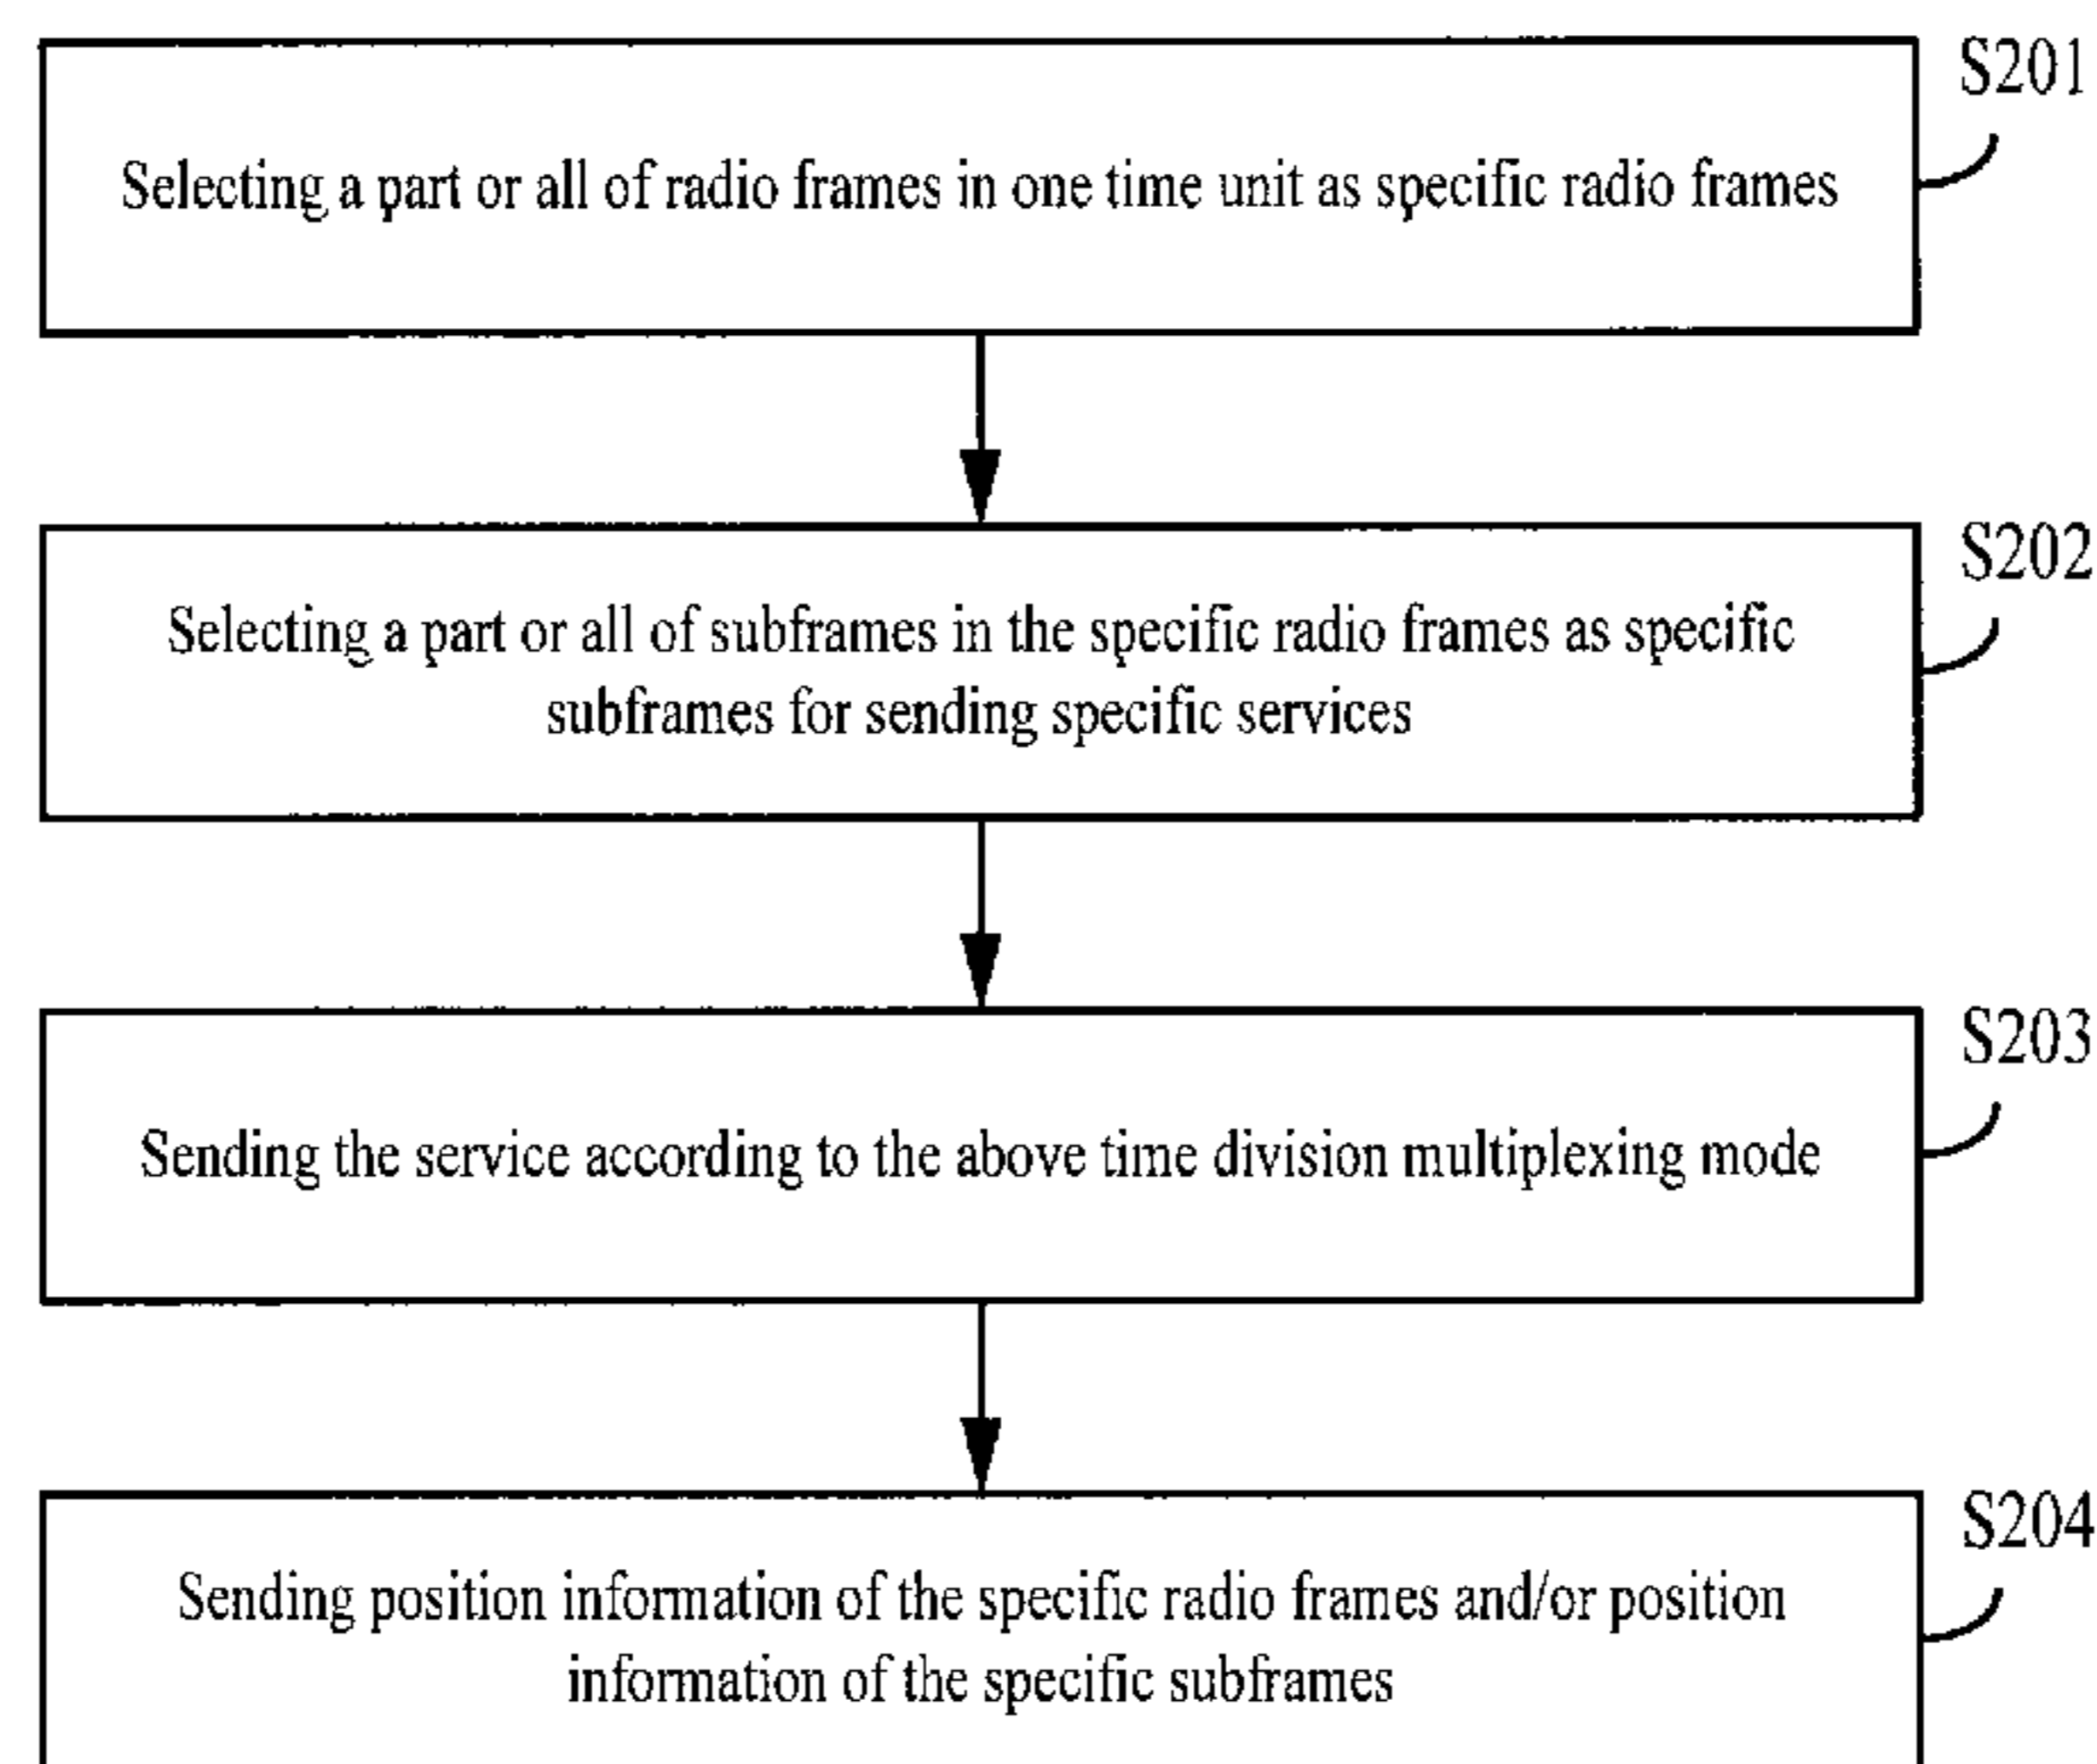 S201
Selecting a part or all of radio frames in one time unit as specific radio frames
S202
Selecting a part or all of subframes in the specific radio frames as specific
subframes for sending specific services
S203
Sending the service according to the above time division multiplexing mode
S204
Sending position information of the specific radio frames and/or position
information of the specific subframes